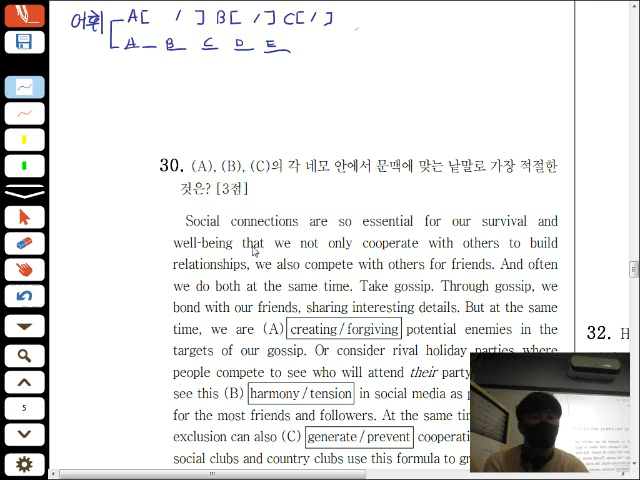 어휘 A[ / ] B[ / ] C[ / ]
A B C D E
30. (A), (B), (C)의 각 네모 안에서 문맥에 맞는 낱말로 가장 적절한
것은? [3점]
Social connections are so essential for our survival and
well-being that we not only cooperate with others to build
relationships, we also compete with others for friends. And often
we do both at the same time. Take gossip. Through gossip, we
bond with our friends, sharing interesting details. But at the same
time, we are (A) creating / forgiving potential enemies in the
targets of our gossip. Or consider rival holiday parties where
people compete to see who will attend their party
see this (B) harmony / tension in social media as
for the most friends and followers. At the same
exclusion can also (C) generate / prevent
social clubs and country clubs use this formula to
32. H
5